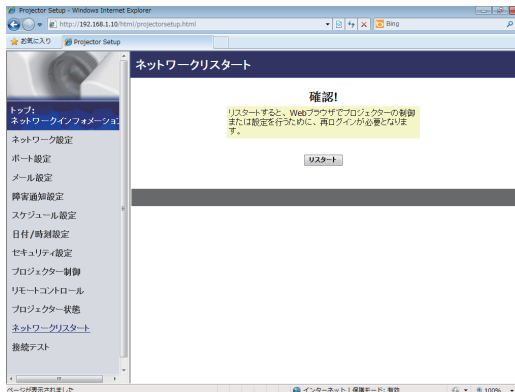 Projector Setup - Windows Internet Explorer
http://192.168.1.10/html/projectorsetup.html
Bing
お気に入り
Projector Setup
ネットワークリスタート
確認!
リスタートすると、Webブラウザでプロジェクターの制御
または設定を行うために、再ログインが必要となりま
す。
リスタート
トップ:
ネットワークインフォメーション
ネットワーク設定
ポート設定
メール設定
障害通知設定
スケジュール設定
日付/時刻設定
セキュリティ設定
プロジェクター制御
リモートコントロール
プロジェクター状態
ネットワークリスタート
接続テスト
ページが表示されました
インターネット | 保護モード: 有効
100%